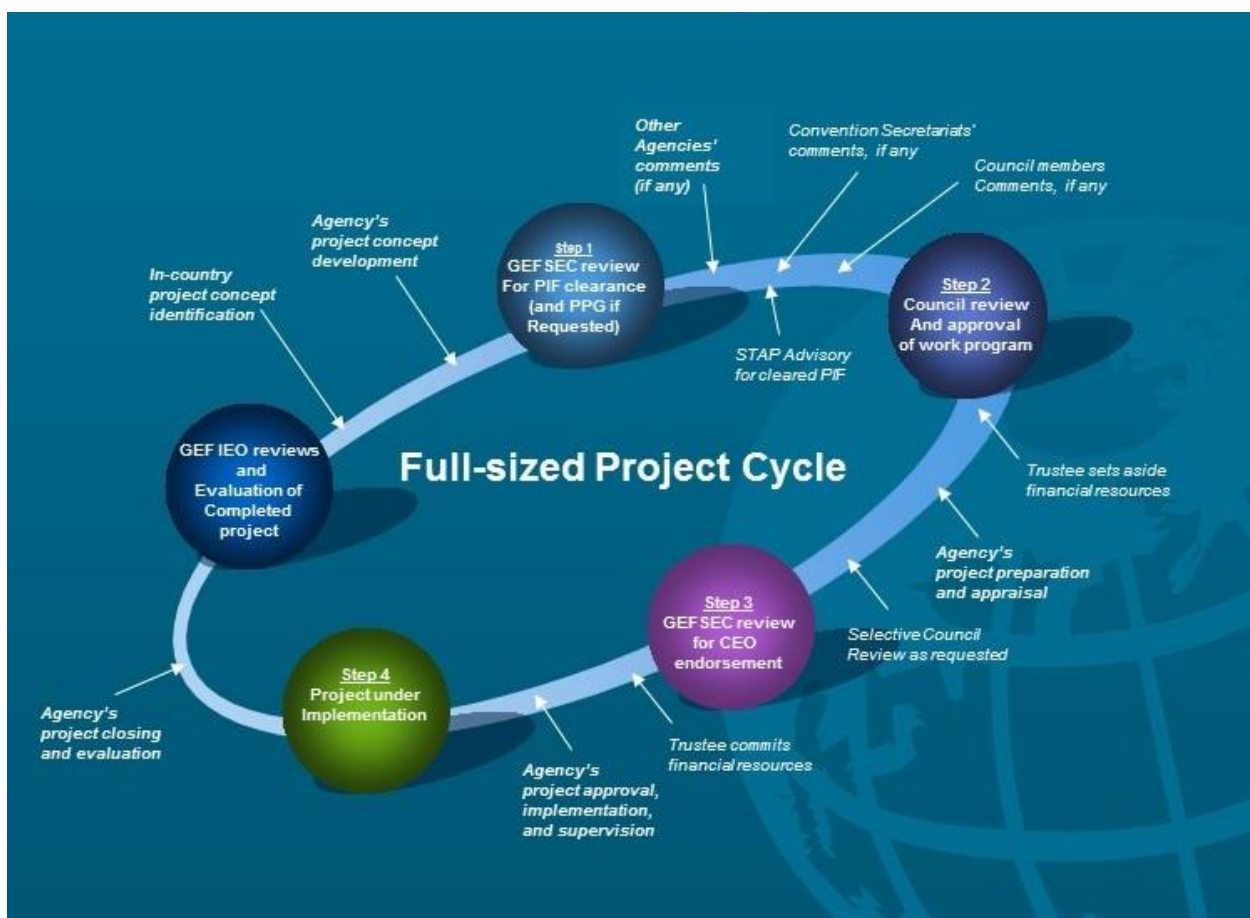 Other
Agencies'
comments
(if any)
Convention Secretariats'
comments, if any
Council members
Comments, if any
Agency's
project concept
development
In-country
project concept
identification
Step 1
GEFSEC review
For PIF clearance
(and PPG if
Requested)
Step 2
Council review
And approval
of work program
STAP Advisory
for cleared PIF
GEF IEO reviews
and
Evaluation of
Completed
project
Full-sized Project Cycle
Trustee sets aside
financial resources
Agency's
project preparation
and appraisal
Step 3
GEFSEC review
for CEO
endorsement
Selective Council
Review as requested
Step 4
Project under
Implementation
Agency's
project closing
and evaluation
Trustee commits
financial resources
Agency's
project approval,
implementation,
and supervision